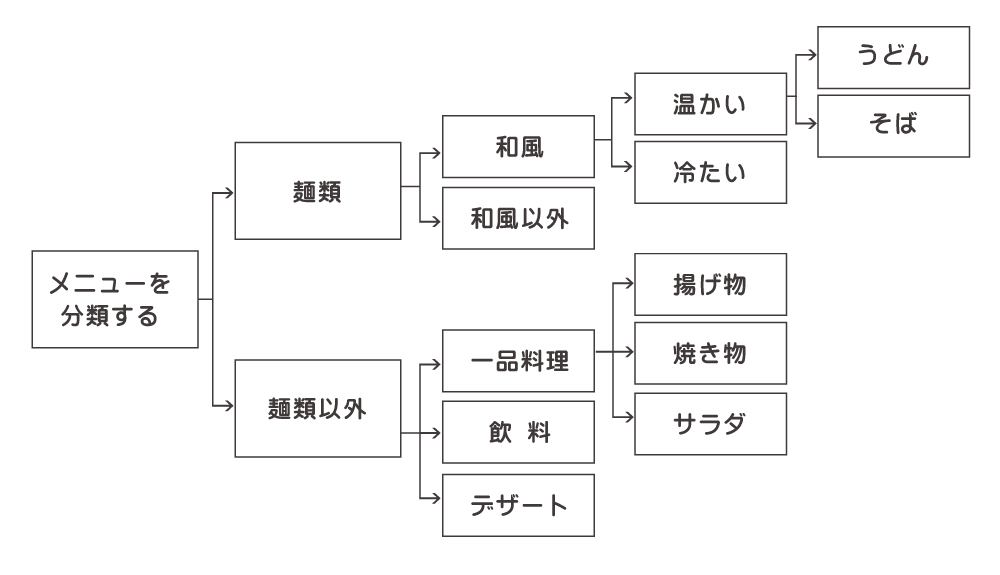 メニューを
分類する
麺類
麺類以外
和風
和風以外
温かい
冷たい
うどん
そば
一品料理
飲 料
デザート
揚げ物
焼き物
サラダ